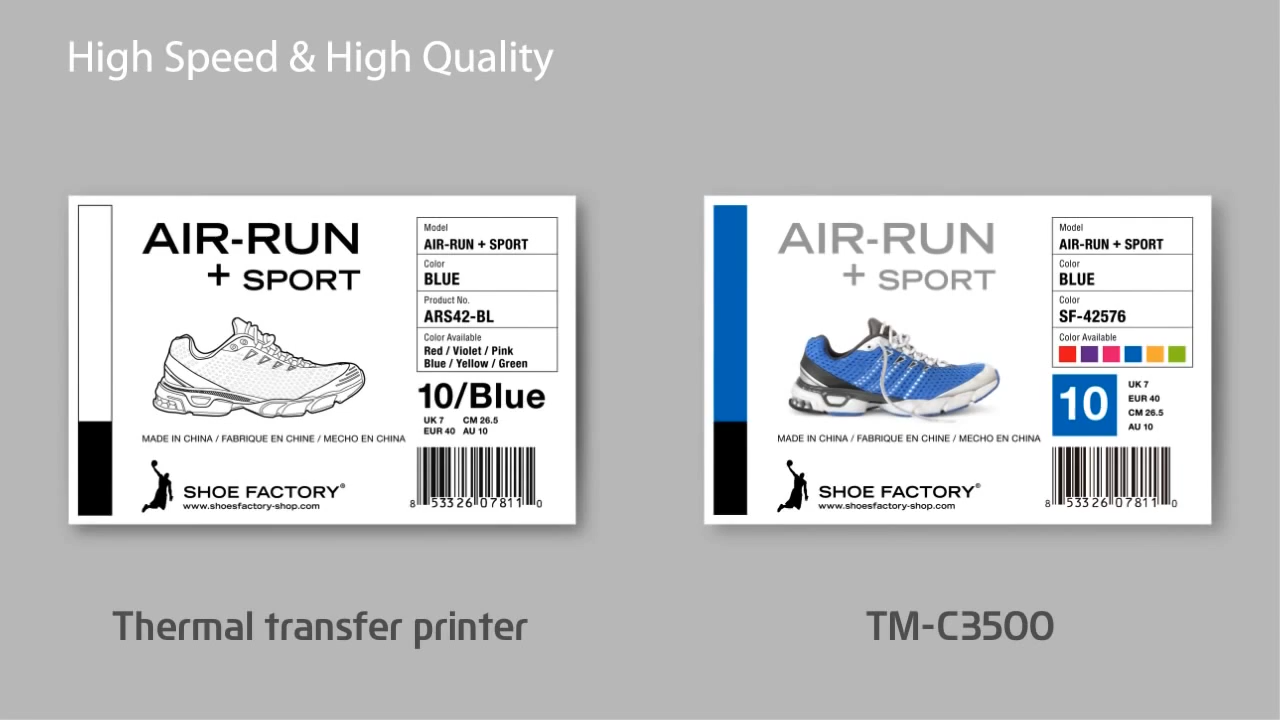 High Speed & High Quality
AIR-RUN
+ SPORT
Model
AIR-RUN + SPORT
Color
BLUE
Product No.
ARS42-BL
Color Available
Red / Violet / Pink
Blue / Yellow / Green
10/Blue
UK 7 CM 26.5
EUR 40 AU 10
MADE IN CHINA / FABRIQUE EN CHINE / MECHO EN CHINA
SHOE FACTORY®
www.shoesfactory-shop.com
8 53326 07811 0
Thermal transfer printer
AIR-RUN
+ SPORT
Model
AIR-RUN + SPORT
Color
BLUE
Color
SF-42576
Color Available
10
UK 7
EUR 40
CM 26.5
AU 10
MADE IN CHINA / FABRIQUE EN CHINE / MECHO EN CHINA
SHOE FACTORY®
www.shoesfactory-shop.com
8 53326 07811 0
TM-C3500